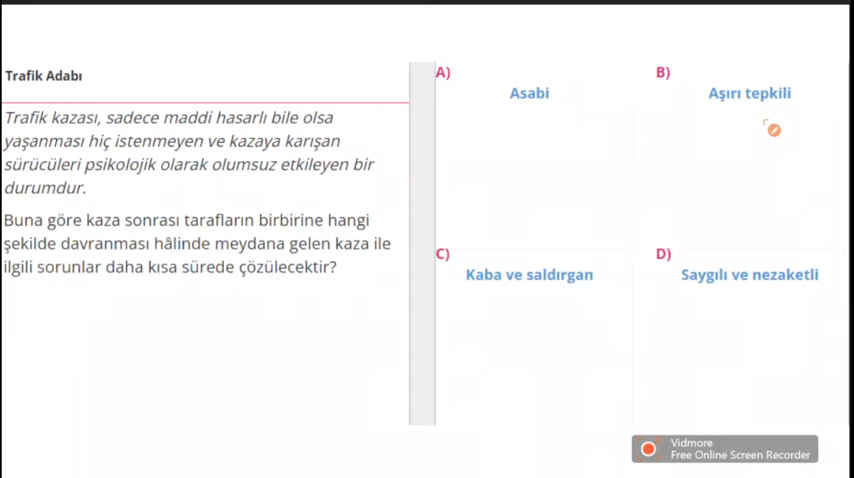 Trafik Adabı
Trafik kazası, sadece maddi hasarlı bile olsa
yaşanması hiç istenmeyen ve kazaya karışan
sürücüleri psikolojik olarak olumsuz etkileyen bir
durumdur.
Buna göre kaza sonrası tarafların birbirine hangi
şekilde davranması hâlinde meydana gelen kaza ile
ilgili sorunlar daha kısa sürede çözülecektir?
A)
Asabi
B)
Aşırı tepkili
C)
Kaba ve saldırgan
D)
Saygılı ve nezaketli
Vidmore
Free Online Screen Recorder